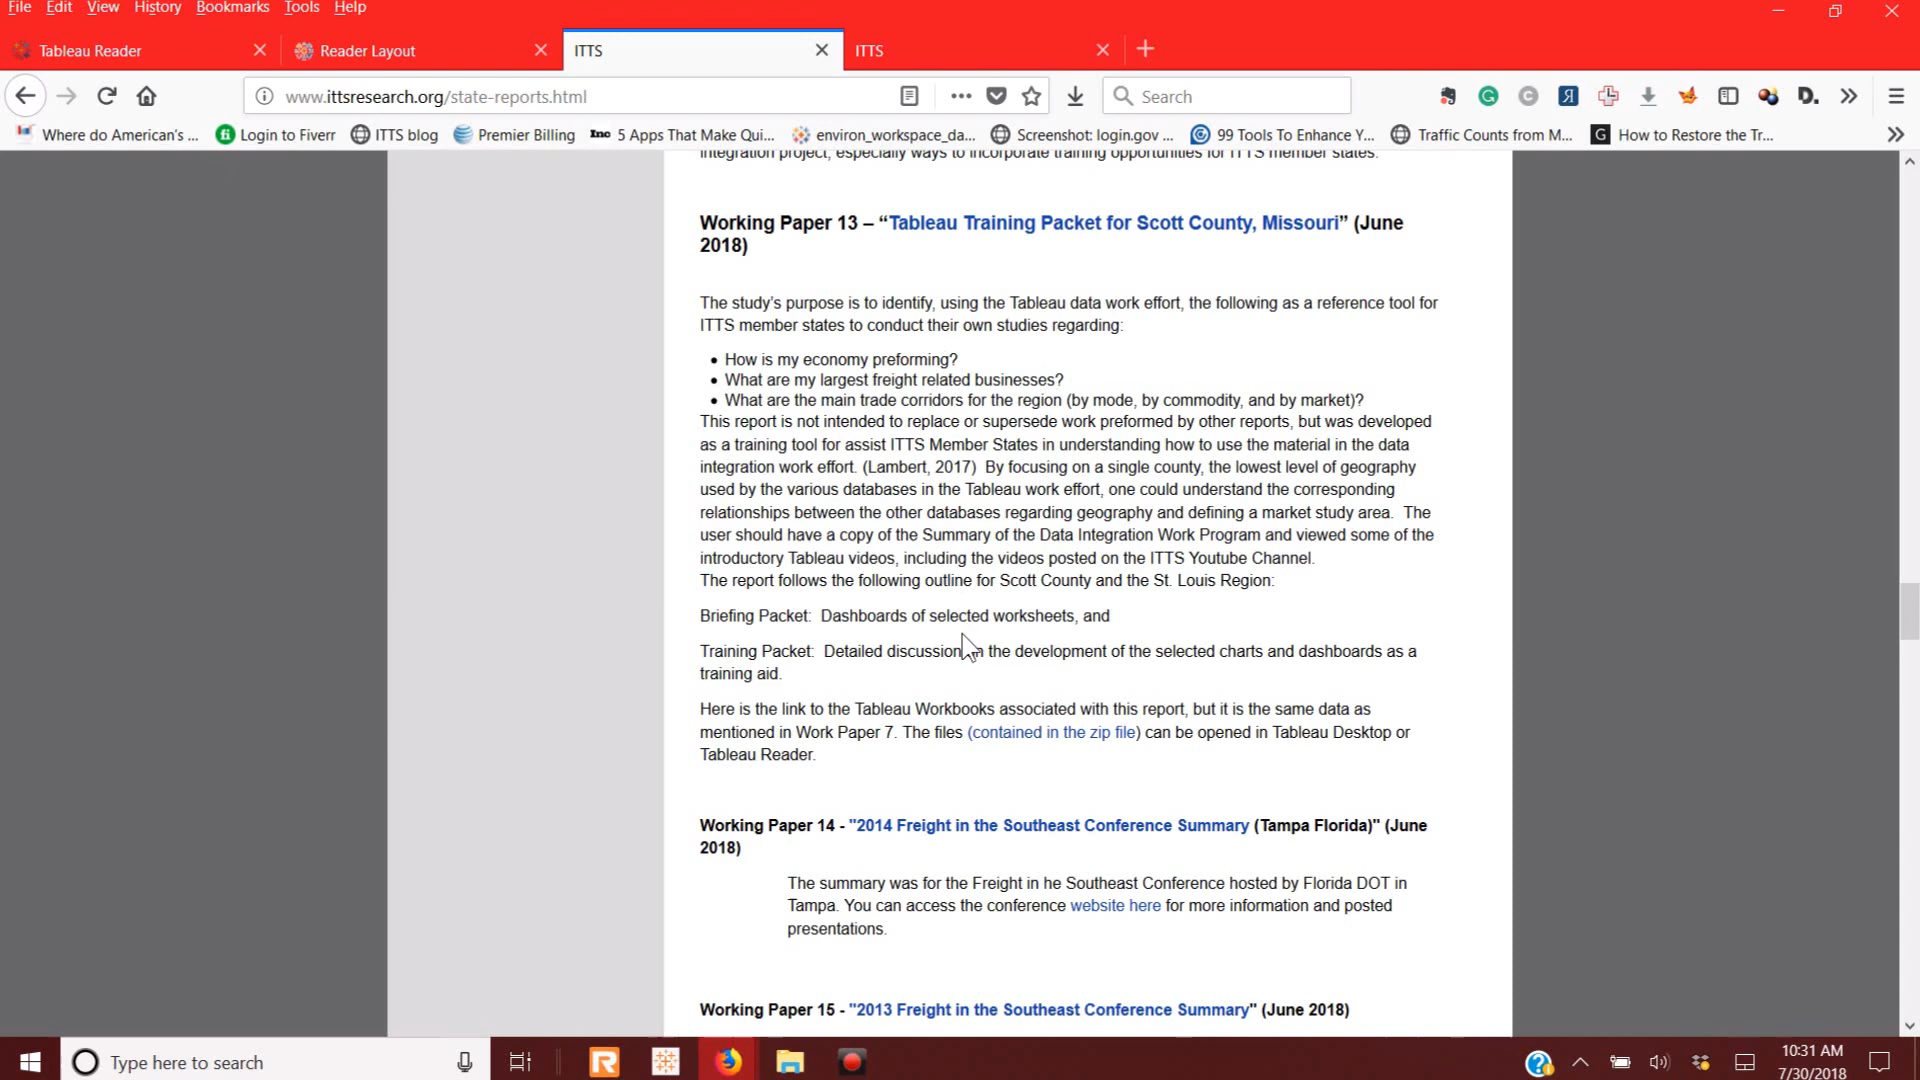 File Edit View History Bookmarks Tools Help
Tableau Reader
Reader Layout
ITTS
ITTS
www.ittsresearch.org/state-reports.html
Search
Where do American's ...
Login to Fiverr
ITTS blog
Premier Billing
Inc 5 Apps That Make Qui...
environ_workspace_da...
Screenshot: login.gov ...
99 Tools To Enhance Y...
Traffic Counts from M...
G How to Restore the Tr...
integration project, especially ways to incorporate training opportunities for ITTS member states.
Working Paper 13 – “Tableau Training Packet for Scott County, Missouri” (June
2018)
The study's purpose is to identify, using the Tableau data work effort, the following as a reference tool for
ITTS member states to conduct their own studies regarding:
• How is my economy preforming?
• What are my largest freight related businesses?
• What are the main trade corridors for the region (by mode, by commodity, and by market)?
This report is not intended to replace or supersede work preformed by other reports, but was developed
as a training tool for assist ITTS Member States in understanding how to use the material in the data
integration work effort. (Lambert, 2017)  By focusing on a single county, the lowest level of geography
used by the various databases in the Tableau work effort, one could understand the corresponding
relationships between the other databases regarding geography and defining a market study area.  The
user should have a copy of the Summary of the Data Integration Work Program and viewed some of the
introductory Tableau videos, including the videos posted on the ITTS Youtube Channel.
The report follows the following outline for Scott County and the St. Louis Region:
Briefing Packet:  Dashboards of selected worksheets, and
Training Packet:  Detailed discussion the development of the selected charts and dashboards as a
training aid.
Here is the link to the Tableau Workbooks associated with this report, but it is the same data as
mentioned in Work Paper 7. The files (contained in the zip file) can be opened in Tableau Desktop or
Tableau Reader.
Working Paper 14 - "2014 Freight in the Southeast Conference Summary (Tampa Florida)" (June
2018)
The summary was for the Freight in he Southeast Conference hosted by Florida DOT in
Tampa. You can access the conference website here for more information and posted
presentations.
Working Paper 15 - "2013 Freight in the Southeast Conference Summary" (June 2018)
Type here to search
10:31 AM
7/30/2018